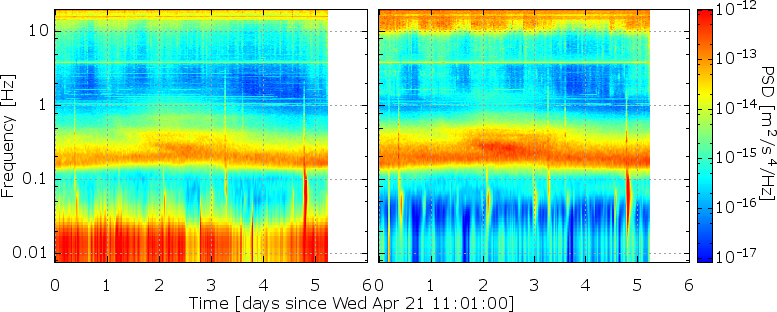 Frequency [Hz]
10
1
0.1
0.01
0 1 2 3 4 5 6
0 1 2 3 4 5 6
Time [days since Wed Apr 21 11:01:00]
10⁻¹²
10⁻¹³
10⁻¹⁴
10⁻¹⁵
10⁻¹⁶
10⁻¹⁷
PSD [m²/s⁴/Hz]